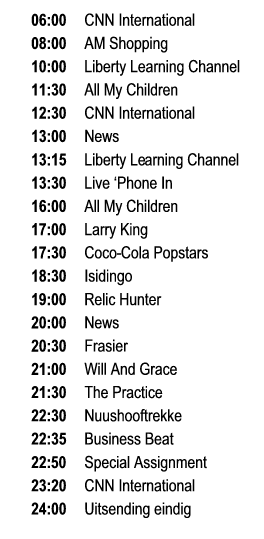 06:00 CNN International
08:00 AM Shopping
10:00 Liberty Learning Channel
11:30 All My Children
12:30 CNN International
13:00 News
13:15 Liberty Learning Channel
13:30 Live ‘Phone In
16:00 All My Children
17:00 Larry King
17:30 Coco-Cola Popstars
18:30 Isidingo
19:00 Relic Hunter
20:00 News
20:30 Frasier
21:00 Will And Grace
21:30 The Practice
22:30 Nuushooftrekke
22:35 Business Beat
22:50 Special Assignment
23:20 CNN International
24:00 Uitsending eindig